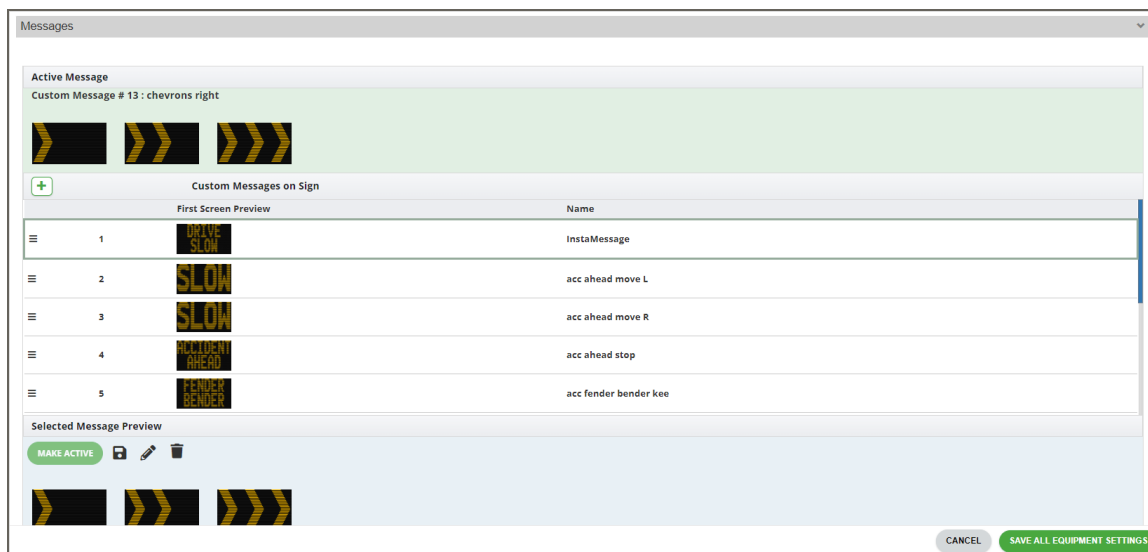 Messages
Active Message
Custom Message # 13 : chevrons right
+ Custom Messages on Sign
First Screen Preview Name
1 DRIVE SLOW InstaMessage
2 SLOW acc ahead move L
3 SLOW acc ahead move R
4 ACCIDENT AHEAD acc ahead stop
5 FENDER BENDER acc fender bender kee
Selected Message Preview
MAKE ACTIVE
CANCEL SAVE ALL EQUIPMENT SETTINGS